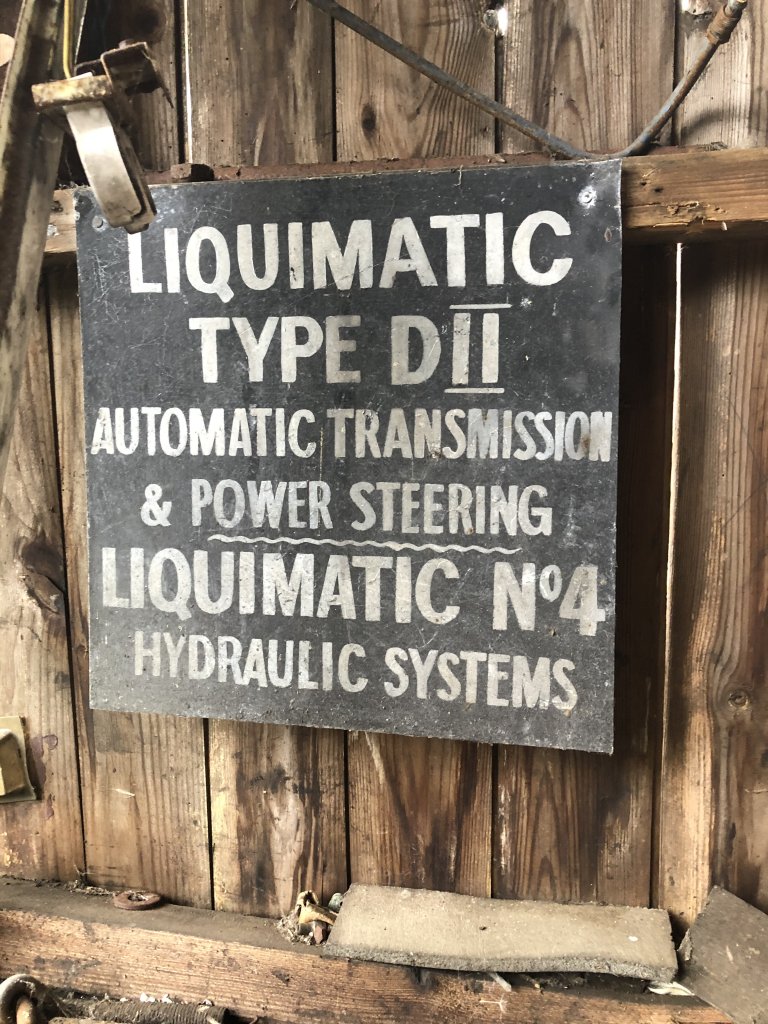 LIQUIMATIC
TYPE DII
AUTOMATIC TRANSMISSION
& POWER STEERING
LIQUIMATIC Nº4
HYDRAULIC SYSTEMS